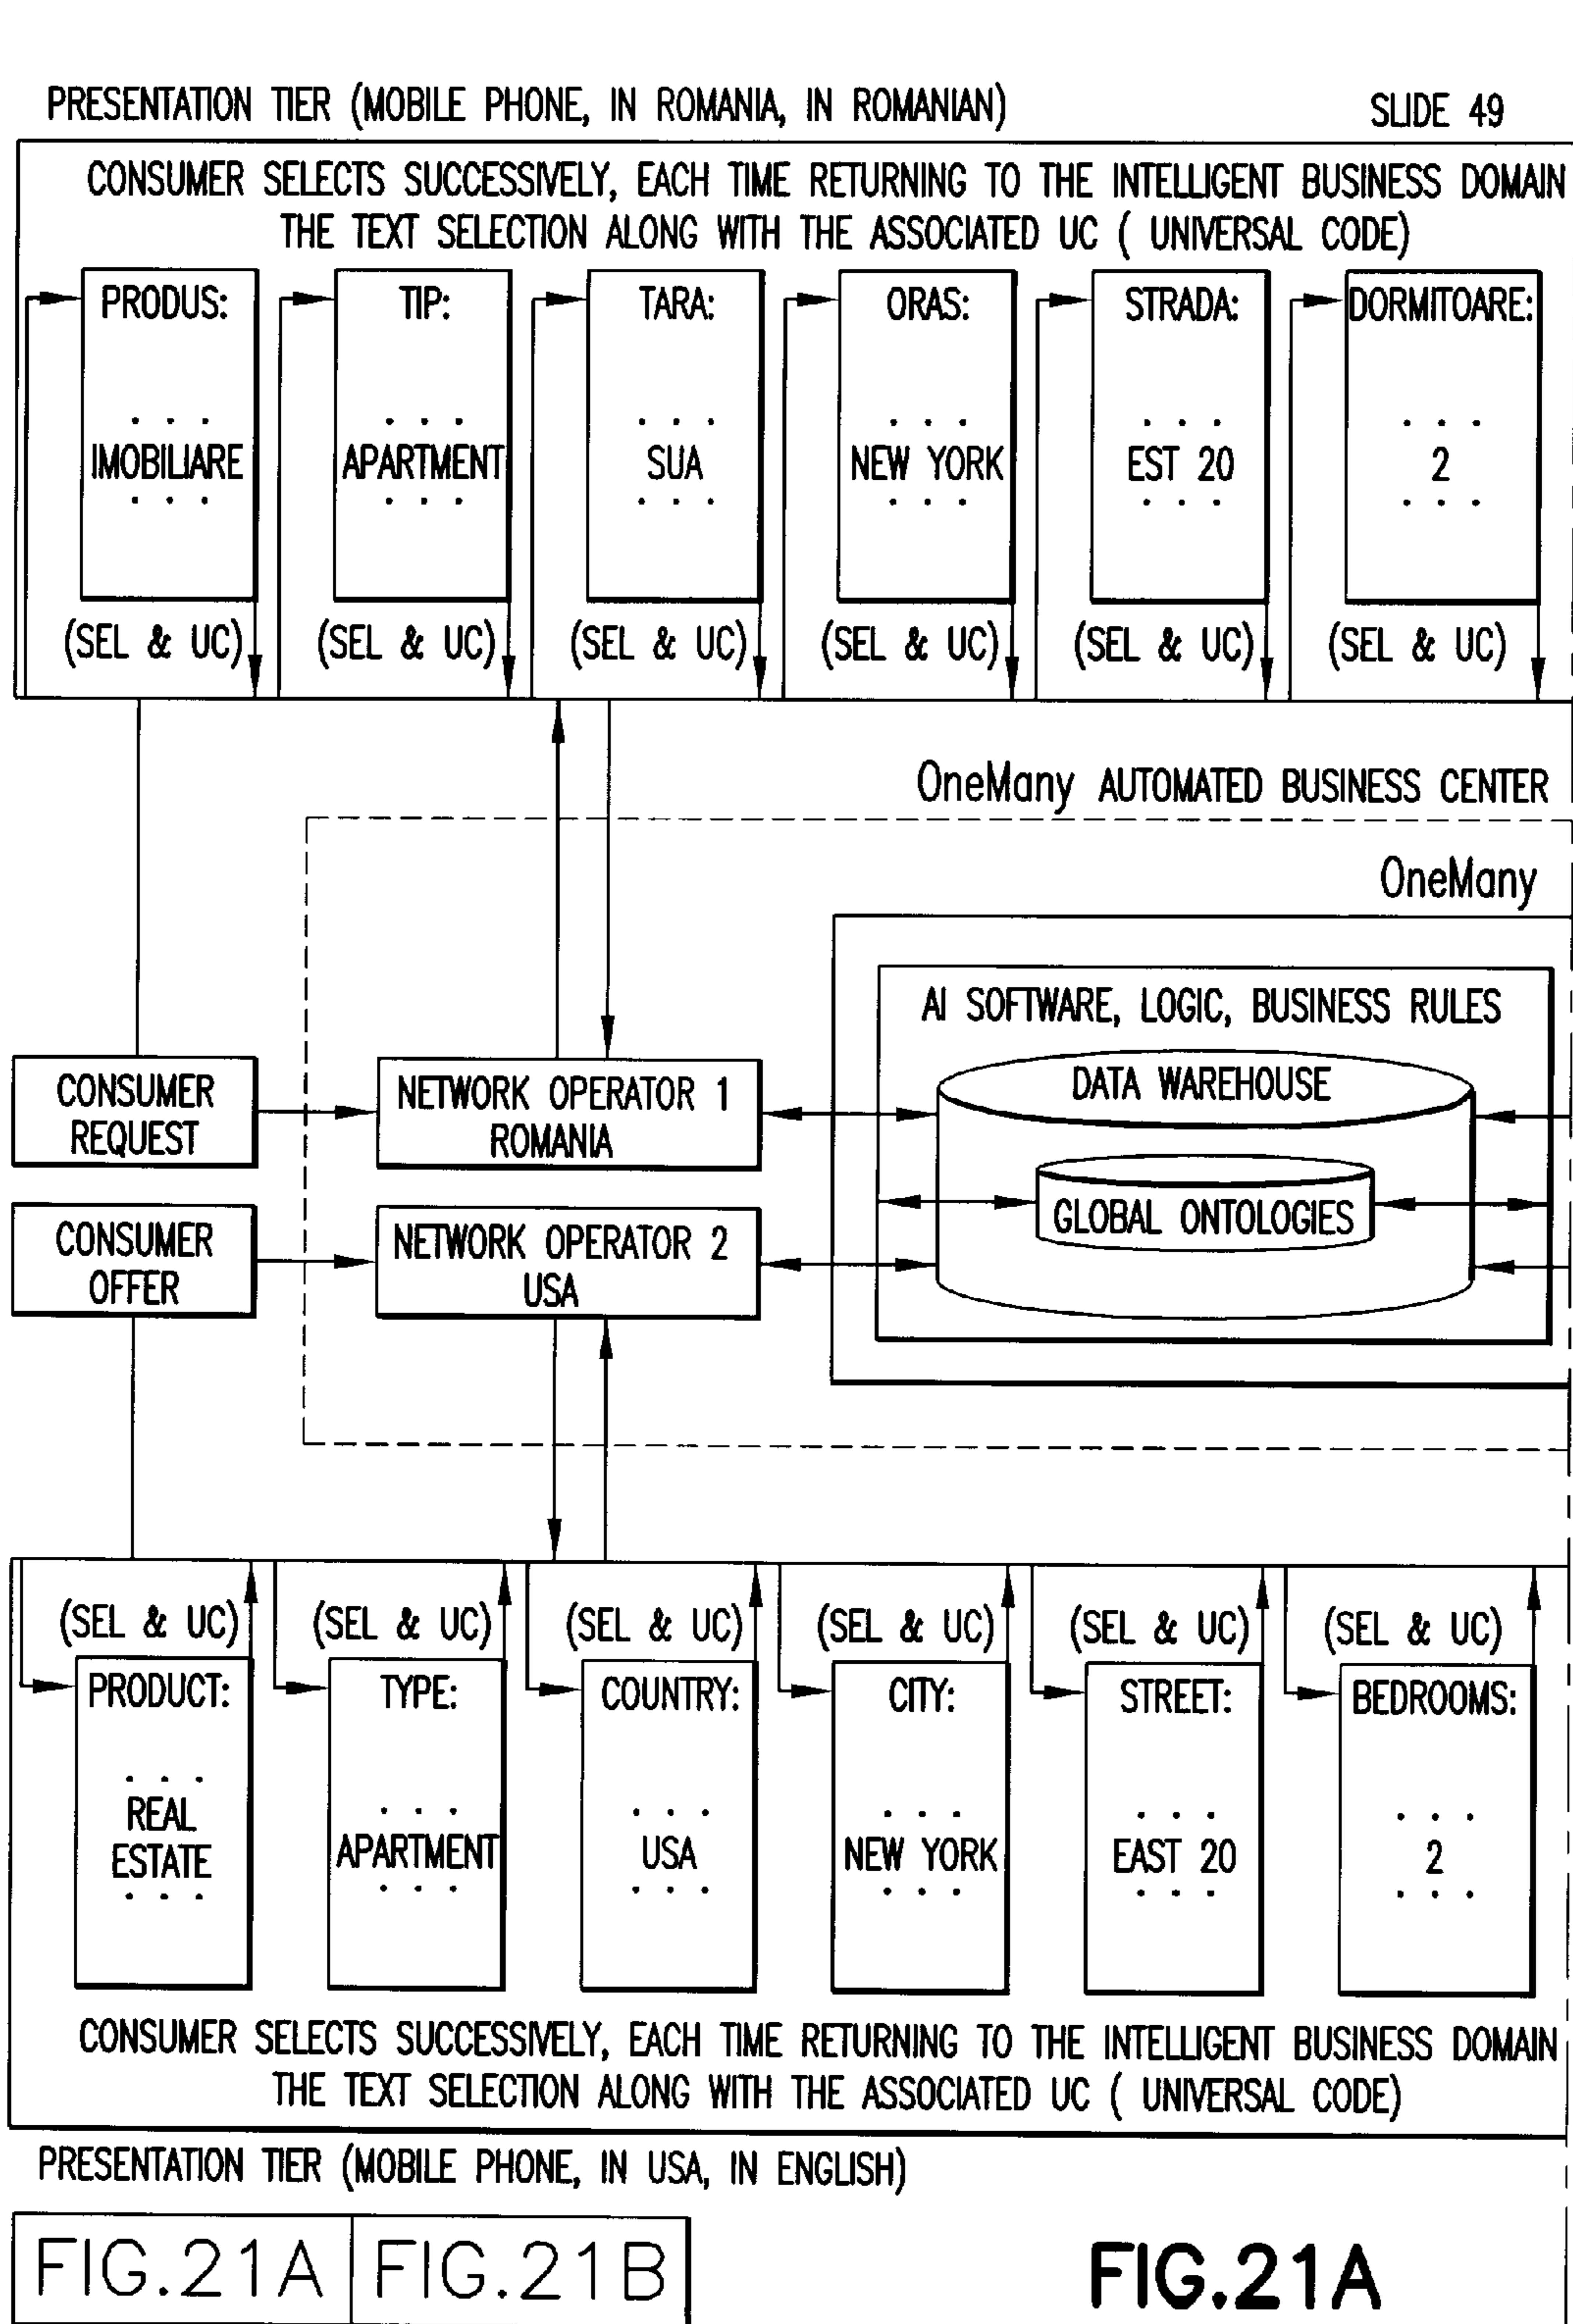 PRESENTATION TIER (MOBILE PHONE, IN ROMANIA, IN ROMANIAN)
SLIDE 49
CONSUMER SELECTS SUCCESSIVELY, EACH TIME RETURNING TO THE INTELLIGENT BUSINESS DOMAIN
THE TEXT SELECTION ALONG WITH THE ASSOCIATED UC ( UNIVERSAL CODE)
PRODUS:
. . .
IMOBILIARE
. . .
(SEL & UC)
TIP:
. . .
APARTMENT
. . .
(SEL & UC)
TARA:
. . .
SUA
. . .
(SEL & UC)
ORAS:
. . .
NEW YORK
. . .
(SEL & UC)
STRADA:
. . .
EST 20
. . .
(SEL & UC)
DORMITOARE:
. . .
2
. . .
(SEL & UC)
OneMany AUTOMATED BUSINESS CENTER
OneMany
AI SOFTWARE, LOGIC, BUSINESS RULES
DATA WAREHOUSE
GLOBAL ONTOLOGIES
CONSUMER
REQUEST
NETWORK OPERATOR 1
ROMANIA
CONSUMER
OFFER
NETWORK OPERATOR 2
USA
(SEL & UC)
PRODUCT:
. . .
REAL
ESTATE
. . .
(SEL & UC)
TYPE:
. . .
APARTMENT
. . .
(SEL & UC)
COUNTRY:
. . .
USA
. . .
(SEL & UC)
CITY:
. . .
NEW YORK
. . .
(SEL & UC)
STREET:
. . .
EAST 20
. . .
(SEL & UC)
BEDROOMS:
. . .
2
. . .
CONSUMER SELECTS SUCCESSIVELY, EACH TIME RETURNING TO THE INTELLIGENT BUSINESS DOMAIN
THE TEXT SELECTION ALONG WITH THE ASSOCIATED UC ( UNIVERSAL CODE)
PRESENTATION TIER (MOBILE PHONE, IN USA, IN ENGLISH)
FIG.21A
FIG.21B
FIG.21A